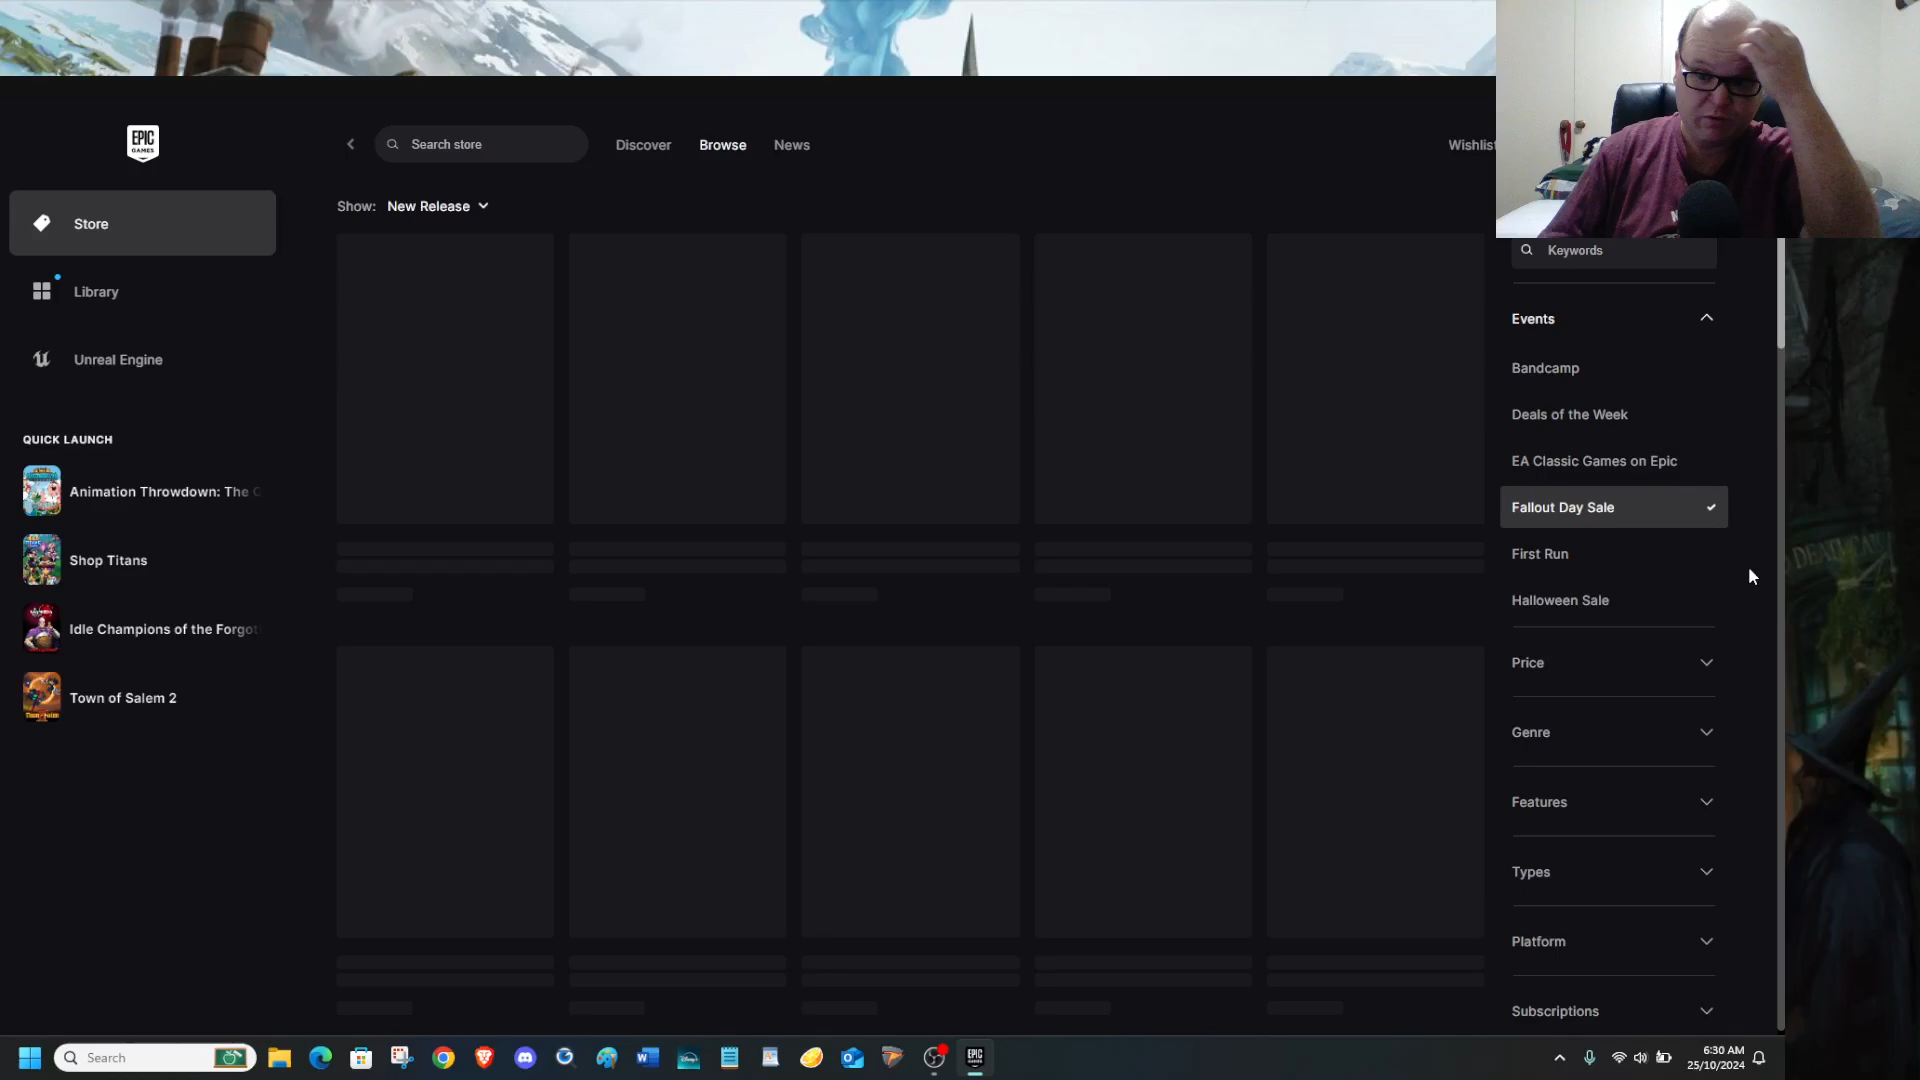 EPIC
GAMES
Search store
Discover
Browse
News
Wishlist
Store
Library
Unreal Engine
QUICK LAUNCH
Animation Throwdown: The
Shop Titans
Idle Champions of the Forgot
Town of Salem 2
Show: New Release
Keywords
Events
Bandcamp
Deals of the Week
EA Classic Games on Epic
Fallout Day Sale
First Run
Halloween Sale
Price
Genre
Features
Types
Platform
Subscriptions
Search
6:30 AM
25/10/2024